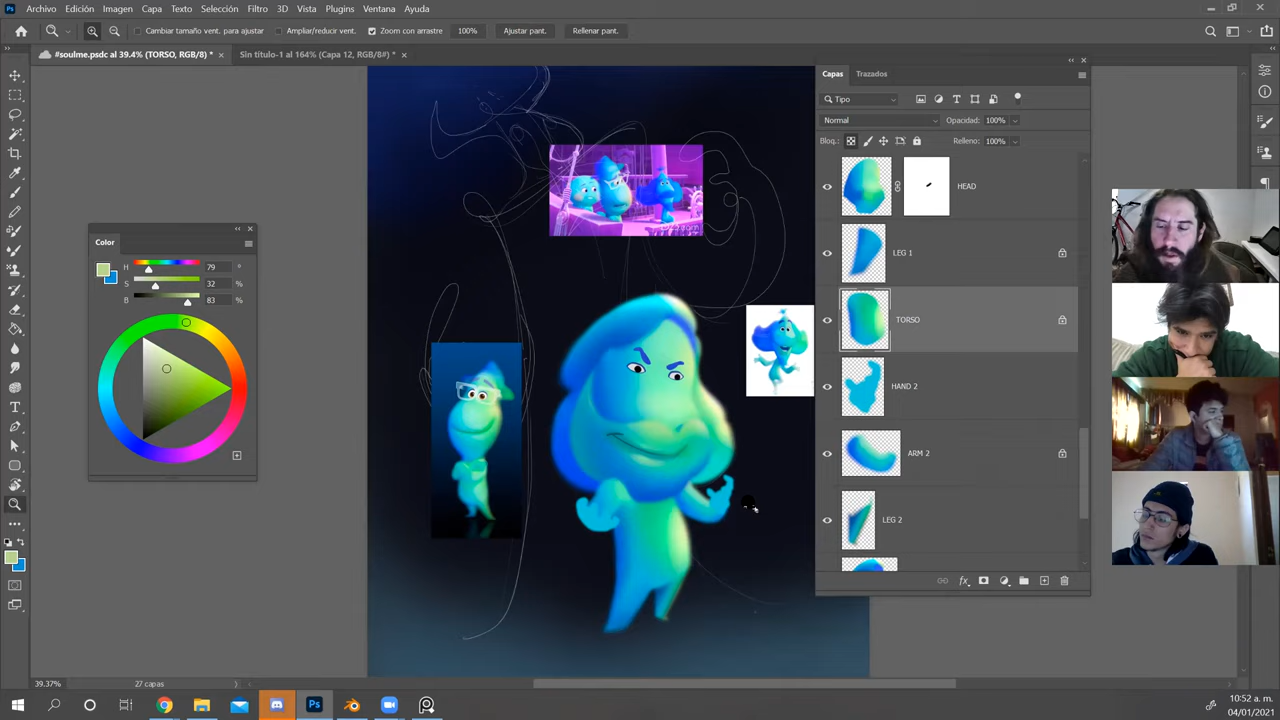 Archivo Edición Imagen Capa Texto Selección Filtro 3D Vista Plugins Ventana Ayuda
Cambiar tamaño vent. para ajustar Ampliar/reducir vent. Zoom con arrastre 100% Ajustar pant. Rellenar pant.
#soulme.psdc al 39.4% (TORSO, RGB/8) * Sin título-1 al 164% (Capa 12, RGB/8#) *
Capas Trazados
Tipo
Normal Opacidad: 100%
Bloq.: Relleno: 100%
HEAD
LEG 1
TORSO
HAND 2
ARM 2
LEG 2
fx
Color
H 79 °
S 32 %
B 83 %
39.37% 27 capas
10:52 a. m.
04/01/2021